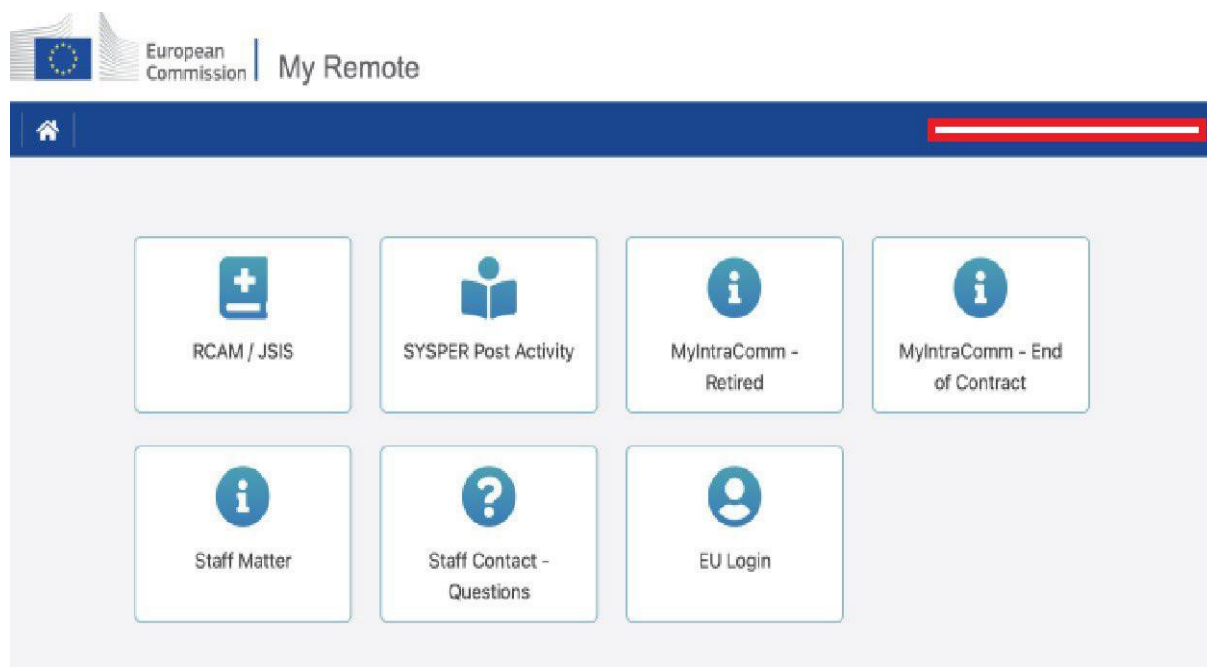 European
Commission
My Remote
RCAM / JSIS
SYSPER Post Activity
MyIntraComm -
Retired
MyIntraComm - End
of Contract
Staff Matter
Staff Contact -
Questions
EU Login